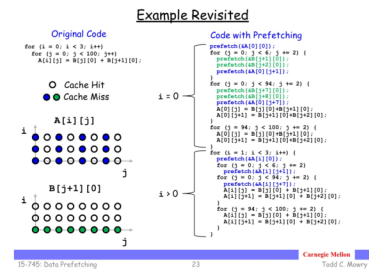 Example Revisited
Original Code
for (i = 0; i < 3; i++)
for (j = 0; j < 100; j++)
A[i][j] = B[j][0] + B[j+1][0];
Cache Hit
Cache Miss
A[i][j]
i
j
B[j+1][0]
i
j
Code with Prefetching
i = 0
prefetch(&A[0][0]);
for (j = 0; j < 6; j += 2) {
prefetch(&B[j+1][0]);
prefetch(&B[j+2][0]);
prefetch(&A[0][j+1]);
}
for (j = 0; j < 94; j += 2) {
prefetch(&B[j+7][0]);
prefetch(&B[j+8][0]);
prefetch(&A[0][j+7]);
A[0][j] = B[j][0]+B[j+1][0];
A[0][j+1] = B[j+1][0]+B[j+2][0];
}
for (j = 94; j < 100; j += 2) {
A[0][j] = B[j][0]+B[j+1][0];
A[0][j+1] = B[j+1][0]+B[j+2][0];
}
i > 0
for (i = 1; i < 3; i++) {
prefetch(&A[i][0]);
for (j = 0; j < 6; j += 2)
prefetch(&A[i][j+1]);
for (j = 0; j < 94; j += 2) {
prefetch(&A[i][j+7]);
A[i][j] = B[j][0] + B[j+1][0];
A[i][j+1] = B[j+1][0] + B[j+2][0];
}
for (j = 94; j < 100; j += 2) {
A[i][j] = B[j][0] + B[j+1][0];
A[i][j+1] = B[j+1][0] + B[j+2][0];
}
}
Carnegie Mellon
15-745: Data Prefetching
23
Todd C. Mowry